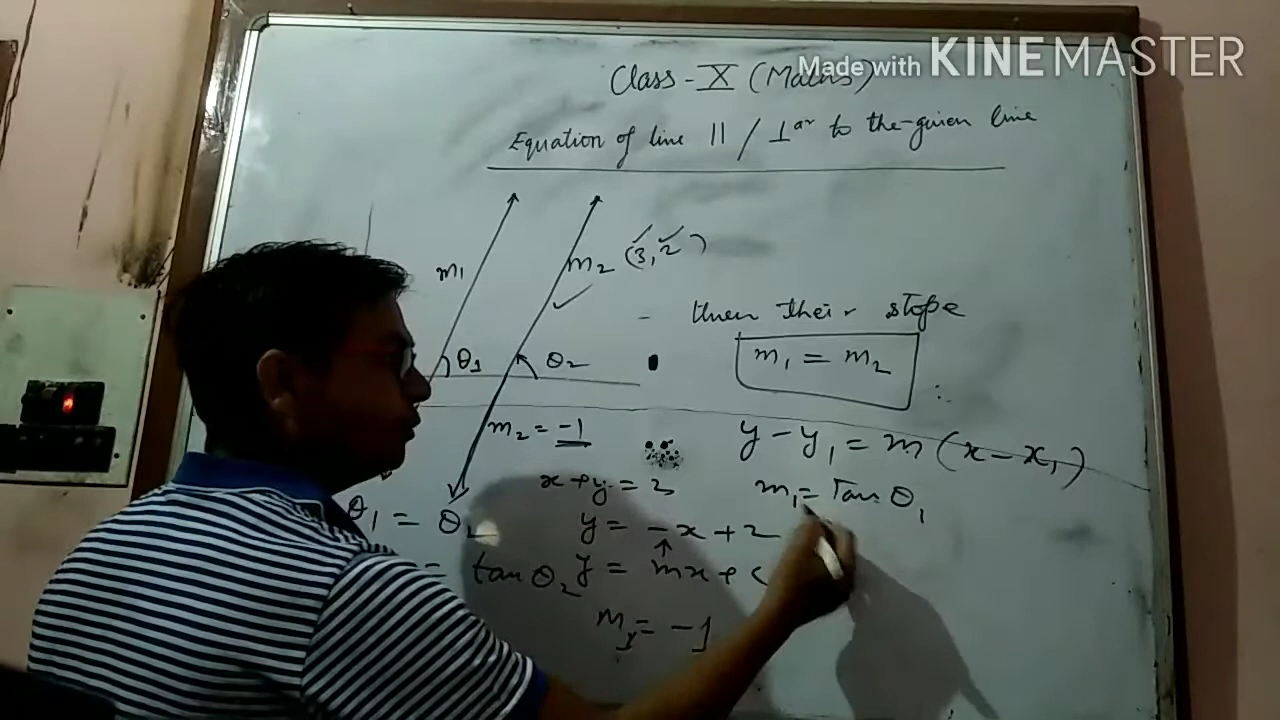 Made with KINEMASTER
Class - X (Maths)
Equation of line || / ⊥ar to the given line
m₁
m₂ (3, 2)
- then their slope
θ₁
θ₂
m₁ = m₂
m₂ = -1
y - y₁ = m (x - x₁)
x + y = 2
m₁ = Tan θ₁
θ₁ = θ₂
y = -x + 2
= tan θ₂
y = mx + c
m₁ = -1